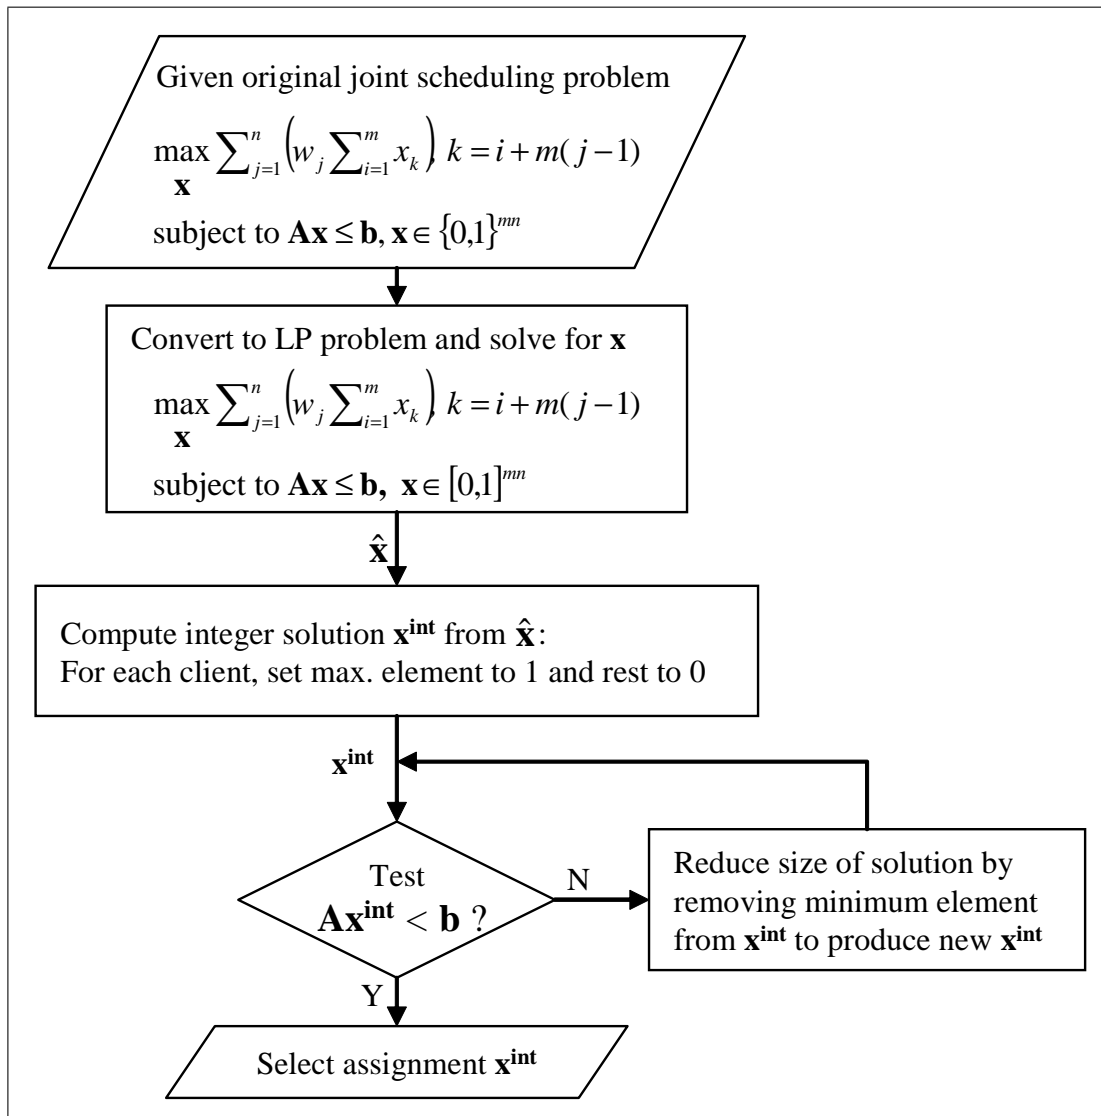 Given original joint scheduling problem
max_x ∑_{j=1}^{n} (w_j ∑_{i=1}^{m} x_k), k = i + m(j − 1)
subject to Ax ≤ b, x ∈ {0,1}^{mn}
Convert to LP problem and solve for x
max_x ∑_{j=1}^{n} (w_j ∑_{i=1}^{m} x_k), k = i + m(j − 1)
subject to Ax ≤ b, x ∈ [0,1]^{mn}
x̂
Compute integer solution x^{int} from x̂:
For each client, set max. element to 1 and rest to 0
x^{int}
Test
Ax^{int} < b ?
N
Reduce size of solution by
removing minimum element
from x^{int} to produce new x^{int}
Y
Select assignment x^{int}